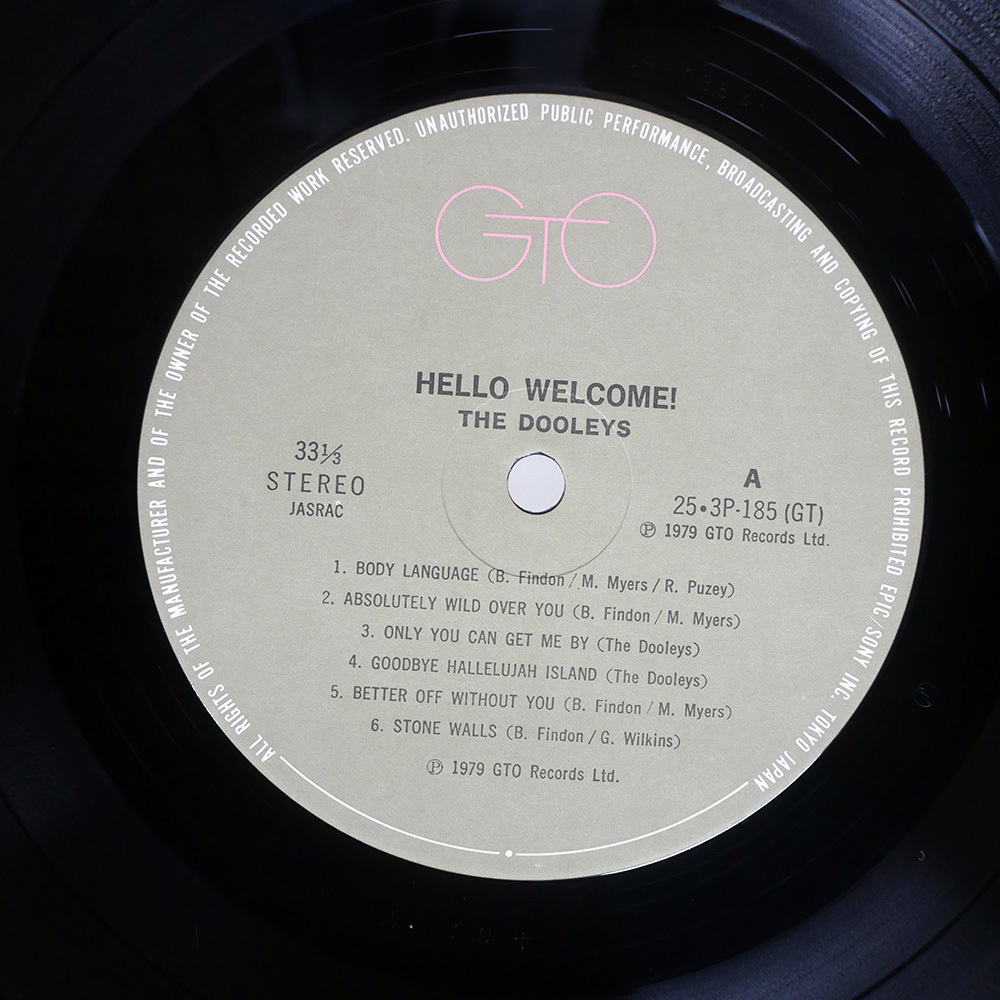 ALL RIGHTS OF THE MANUFACTURER AND OF THE OWNER OF THE RECORDED WORK RESERVED. UNAUTHORIZED PUBLIC PERFORMANCE, BROADCASTING AND COPYING OF THIS RECORD PROHIBITED EPIC/SONY INC. TOKYO JAPAN
GTO
HELLO WELCOME!
THE DOOLEYS
33⅓
STEREO
JASRAC
A
25•3P-185 (GT)
Ⓟ 1979 GTO Records Ltd.
1. BODY LANGUAGE (B. Findon / M. Myers / R. Puzey)
2. ABSOLUTELY WILD OVER YOU (B. Findon / M. Myers)
3. ONLY YOU CAN GET ME BY (The Dooleys)
4. GOODBYE HALLELUJAH ISLAND (The Dooleys)
5. BETTER OFF WITHOUT YOU (B. Findon / M. Myers)
6. STONE WALLS (B. Findon / G. Wilkins)
Ⓟ 1979 GTO Records Ltd.